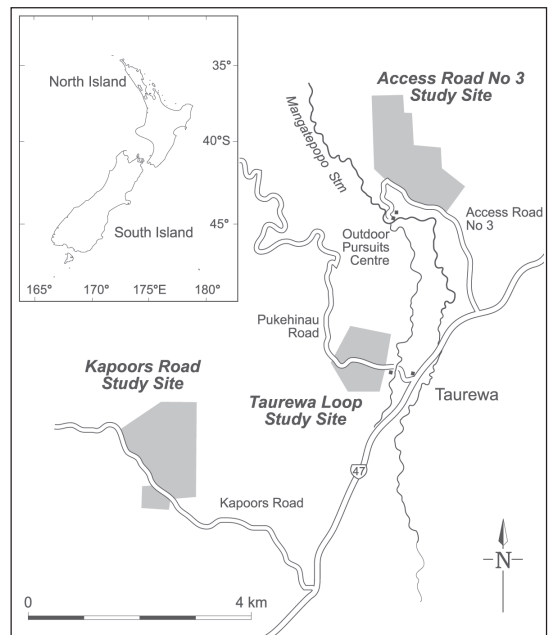 North Island
South Island
35°
40°S
45°
165°
170°
175°E
180°
Access Road No 3
Study Site
Mangatepopo Stm
Access Road
No 3
Outdoor
Pursuits
Centre
Pukehinau
Road
Kapoors Road
Study Site
Taurewa Loop
Study Site
Taurewa
47
Kapoors Road
N
0
4 km